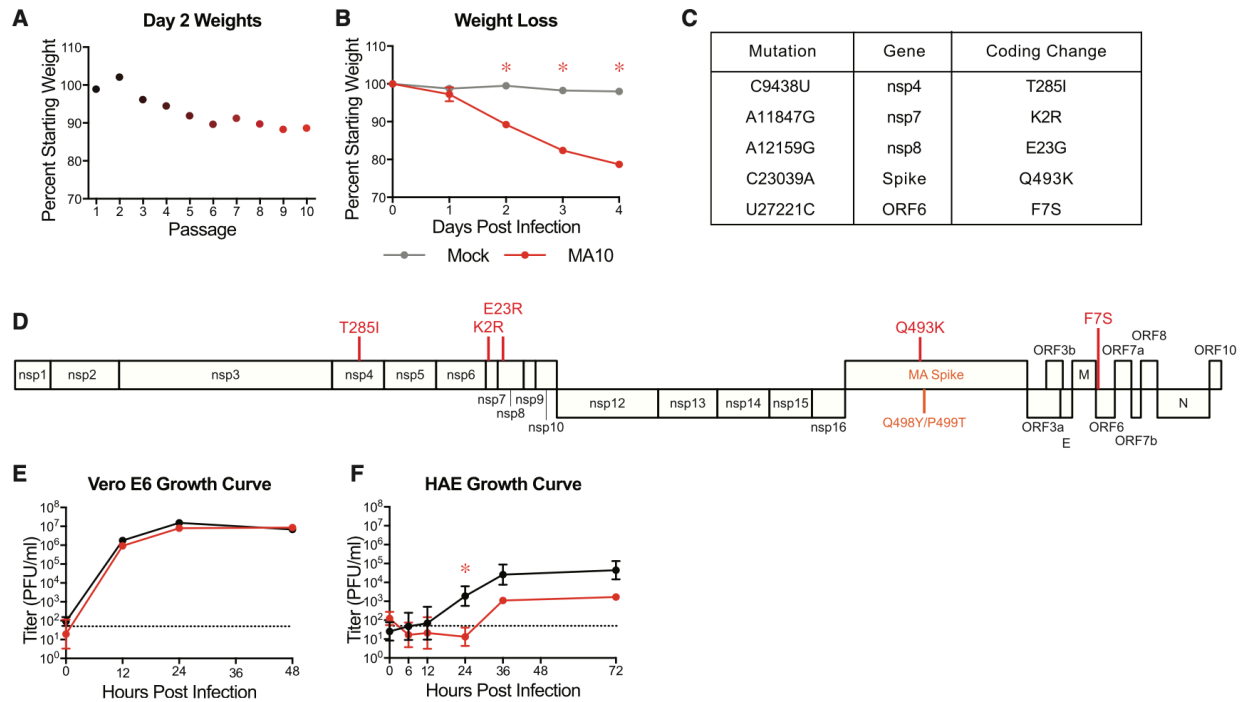 A
Day 2 Weights
Percent Starting Weight
110
100
90
80
70
1 2 3 4 5 6 7 8 9 10
Passage
B
Weight Loss
Percent Starting Weight
110
100
90
80
70
* * *
0 1 2 3 4
Days Post Infection
Mock MA10
C
Mutation Gene Coding Change
C9438U nsp4 T285I
A11847G nsp7 K2R
A12159G nsp8 E23G
C23039A Spike Q493K
U27221C ORF6 F7S
D
T285I
E23R
K2R
Q493K
F7S
ORF8
ORF3b ORF7a ORF10
nsp1 nsp2 nsp3 nsp4 nsp5 nsp6 MA Spike M
nsp7
nsp8
nsp9
nsp10
nsp12 nsp13 nsp14 nsp15
nsp16
Q498Y/P499T
N
ORF3a ORF6
E
ORF7b
E
Vero E6 Growth Curve
Titer (PFU/ml)
10⁸
10⁷
10⁶
10⁵
10⁴
10³
10²
10¹
10⁰
0 12 24 36 48
Hours Post Infection
F
HAE Growth Curve
Titer (PFU/ml)
10⁸
10⁷
10⁶
10⁵
10⁴
10³
10²
10¹
10⁰
*
0 6 12 24 36 48 72
Hours Post Infection